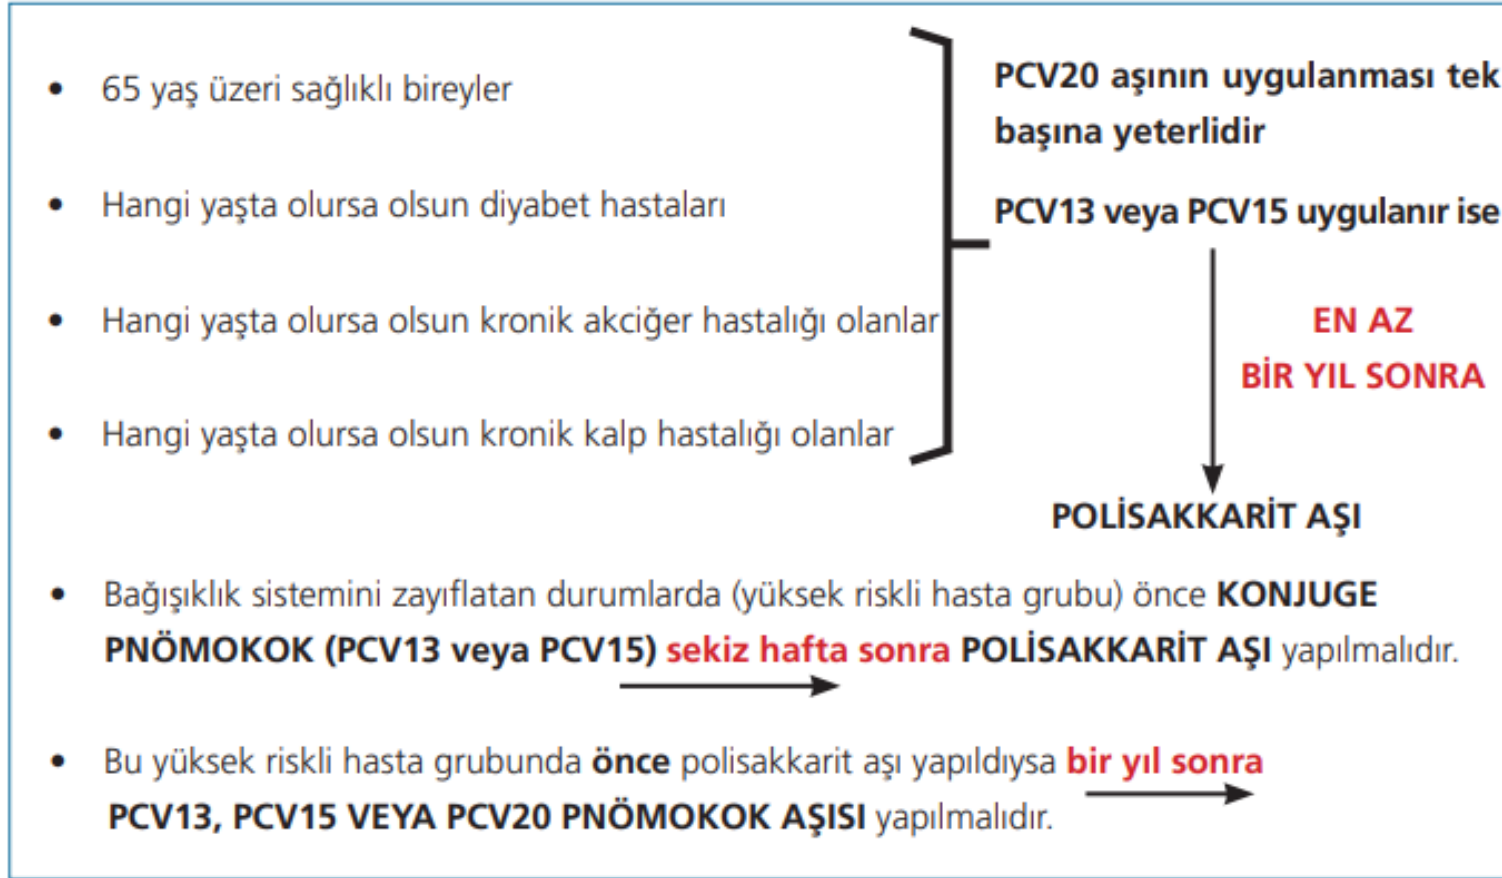 • 65 yaş üzeri sağlıklı bireyler
• Hangi yaşta olursa olsun diyabet hastaları
• Hangi yaşta olursa olsun kronik akciğer hastalığı olanlar
• Hangi yaşta olursa olsun kronik kalp hastalığı olanlar
PCV20 aşının uygulanması tek
başına yeterlidir
PCV13 veya PCV15 uygulanır ise
EN AZ
BİR YIL SONRA
POLİSAKKARİT AŞI
• Bağışıklık sistemini zayıflatan durumlarda (yüksek riskli hasta grubu) önce KONJUGE
PNÖMOKOK (PCV13 veya PCV15) sekiz hafta sonra POLİSAKKARİT AŞI yapılmalıdır.
• Bu yüksek riskli hasta grubunda önce polisakkarit aşı yapıldıysa bir yıl sonra
PCV13, PCV15 VEYA PCV20 PNÖMOKOK AŞISI yapılmalıdır.